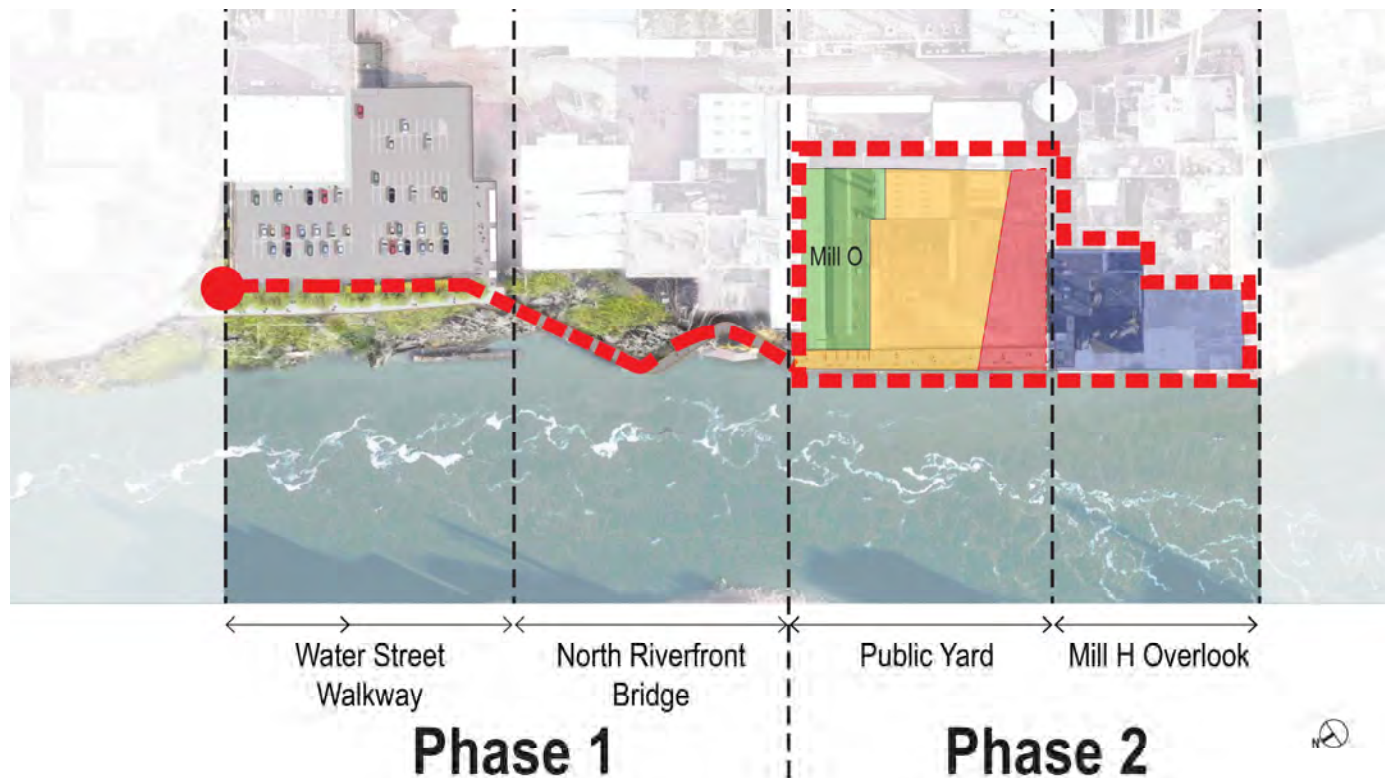 Mill O
Water Street
Walkway
North Riverfront
Bridge
Public Yard
Mill H Overlook
Phase 1
Phase 2
N